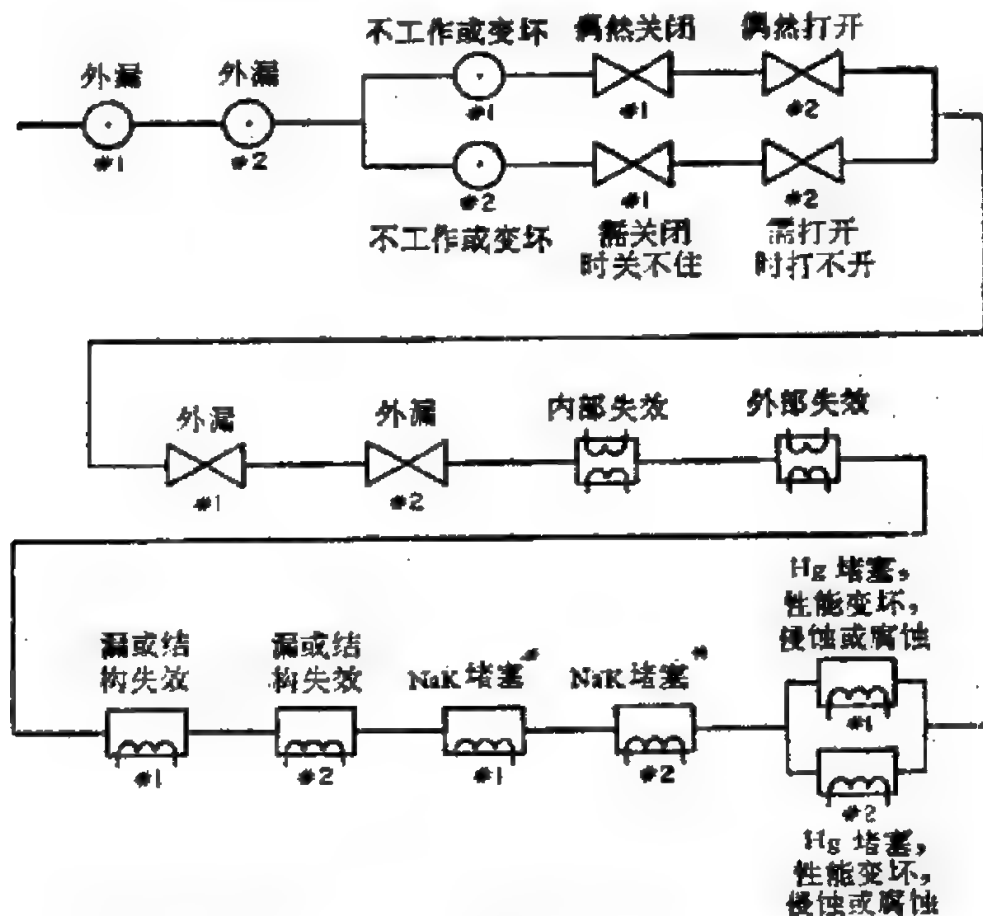 不工作或变坏 偶然关闭 偶然打开
外漏 外漏
#1 #2 #1 #1 #2
#2 #1 #2
不工作或变坏 需关闭 需打开
时关不住 时打不开
外漏 外漏 内部失效 外部失效
#1 #2
Hg 堵塞,
性能变坏,
侵蚀或腐蚀
漏或结 漏或结
构失效 构失效 NaK 堵塞* NaK 堵塞*
#1 #2 #1 #2 #1
#2
Hg 堵塞,
性能变坏,
侵蚀或腐蚀